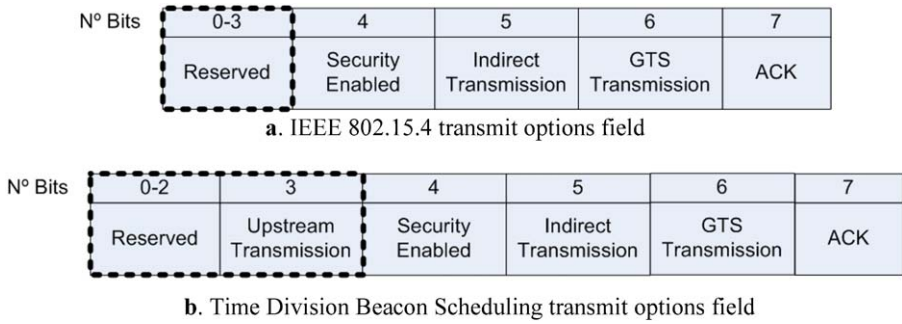 Nº Bits 0-3 4 5 6 7
Reserved Security Enabled Indirect Transmission GTS Transmission ACK
a. IEEE 802.15.4 transmit options field
Nº Bits 0-2 3 4 5 6 7
Reserved Upstream Transmission Security Enabled Indirect Transmission GTS Transmission ACK
b. Time Division Beacon Scheduling transmit options field